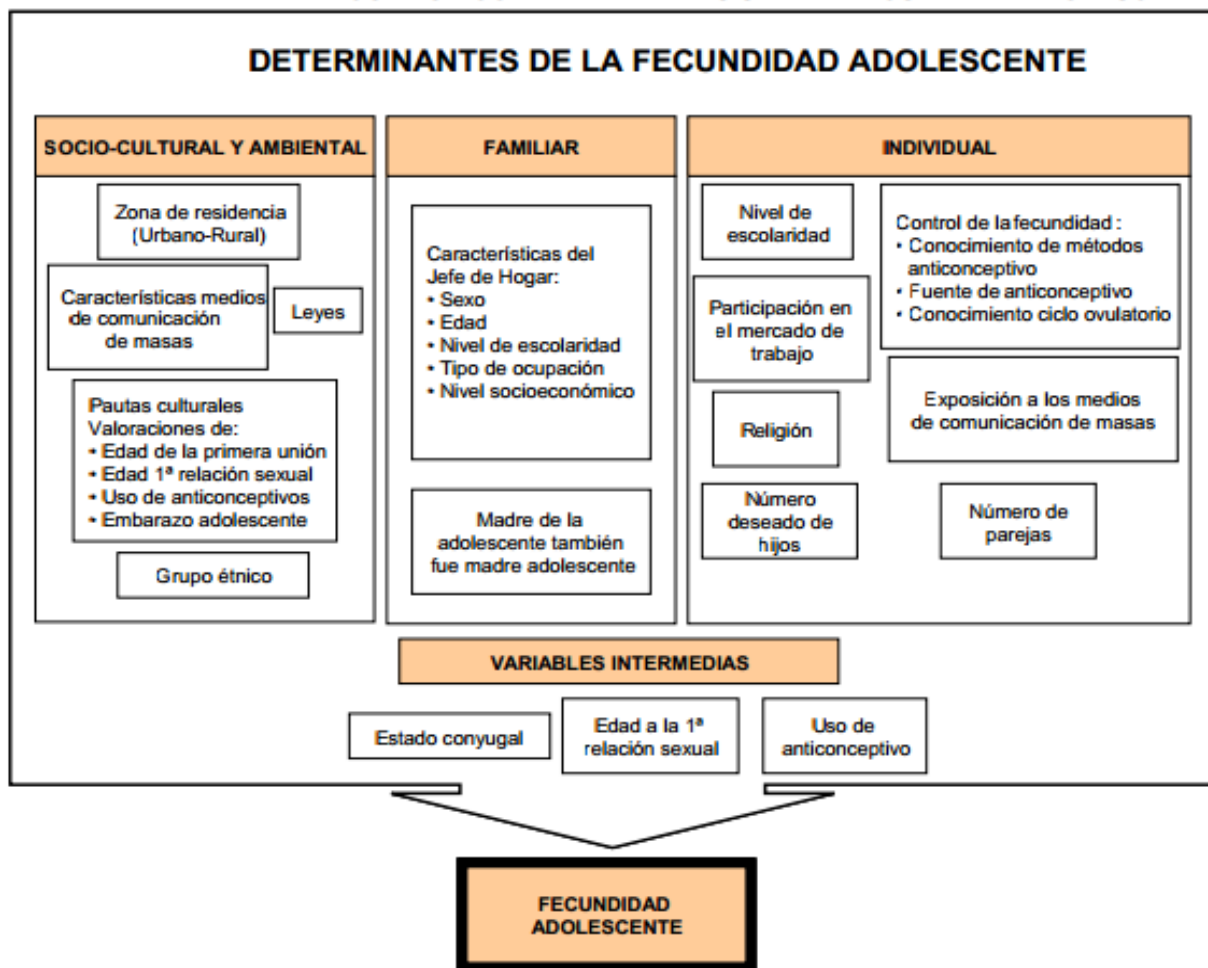 DETERMINANTES DE LA FECUNDIDAD ADOLESCENTE
SOCIO-CULTURAL Y AMBIENTAL
Zona de residencia
(Urbano-Rural)
Características medios
de comunicación
de masas
Leyes
Pautas culturales
Valoraciones de:
• Edad de la primera unión
• Edad 1ª relación sexual
• Uso de anticonceptivos
• Embarazo adolescente
Grupo étnico
FAMILIAR
Características del
Jefe de Hogar:
• Sexo
• Edad
• Nivel de escolaridad
• Tipo de ocupación
• Nivel socioeconómico
Madre de la
adolescente también
fue madre adolescente
INDIVIDUAL
Nivel de
escolaridad
Participación en
el mercado de
trabajo
Religión
Número
deseado de
hijos
Control de la fecundidad :
• Conocimiento de métodos
anticonceptivo
• Fuente de anticonceptivo
• Conocimiento ciclo ovulatorio
Exposición a los medios
de comunicación de masas
Número de
parejas
VARIABLES INTERMEDIAS
Estado conyugal
Edad a la 1ª
relación sexual
Uso de
anticonceptivo
FECUNDIDAD
ADOLESCENTE